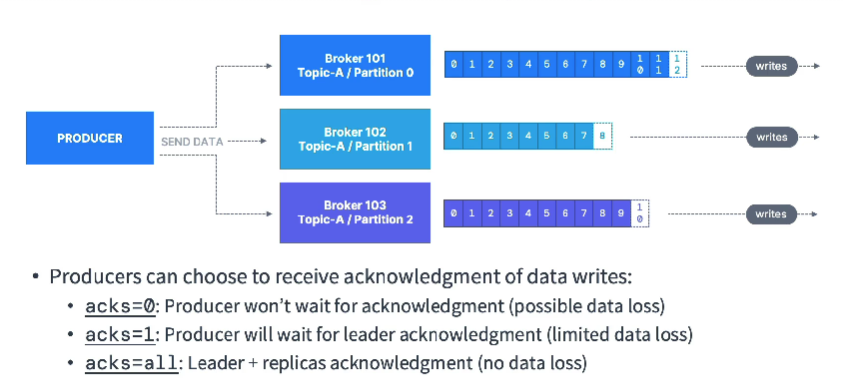 Broker 101
Topic-A / Partition 0
0 1 2 3 4 5 6 7 8 9 10 11 12
writes
PRODUCER
SEND DATA
Broker 102
Topic-A / Partition 1
0 1 2 3 4 5 6 7 8
writes
Broker 103
Topic-A / Partition 2
0 1 2 3 4 5 6 7 8 9 10
writes
• Producers can choose to receive acknowledgment of data writes:
• acks=0: Producer won't wait for acknowledgment (possible data loss)
• acks=1: Producer will wait for leader acknowledgment (limited data loss)
• acks=all: Leader + replicas acknowledgment (no data loss)